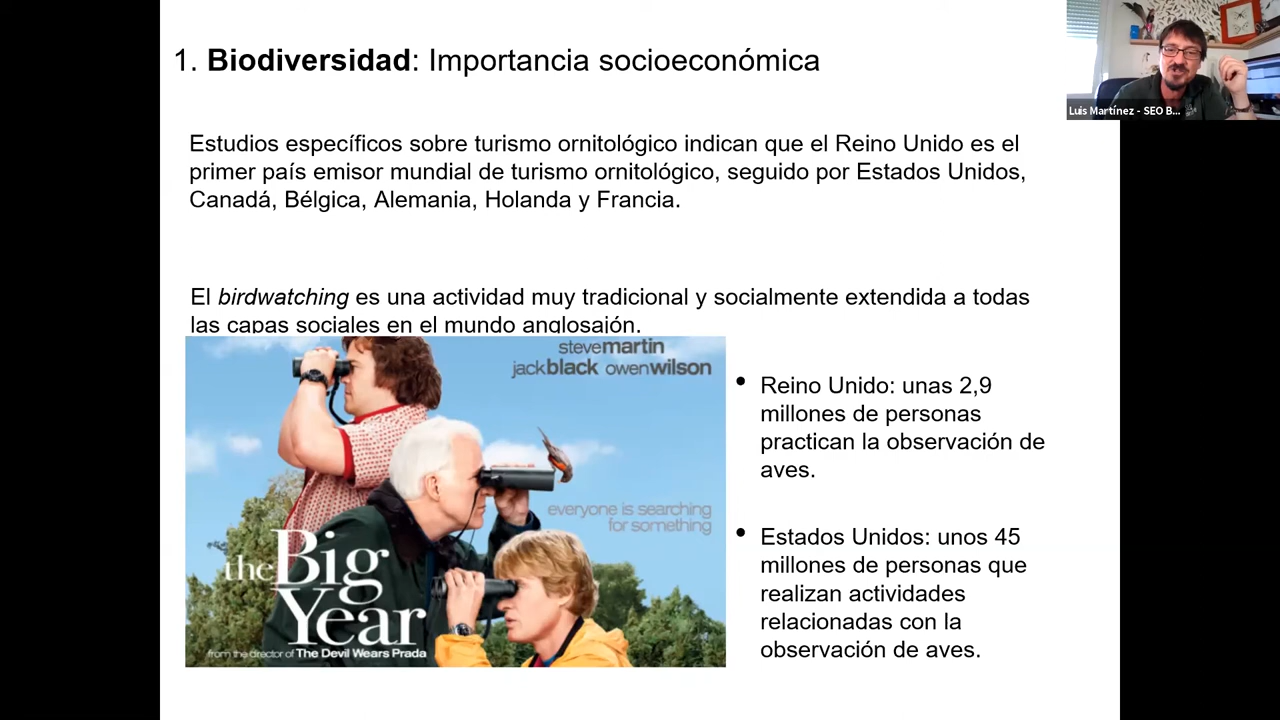 1. Biodiversidad: Importancia socioeconómica
Luis Martínez - SEO B...
Estudios específicos sobre turismo ornitológico indican que el Reino Unido es el
primer país emisor mundial de turismo ornitológico, seguido por Estados Unidos,
Canadá, Bélgica, Alemania, Holanda y Francia.
El birdwatching es una actividad muy tradicional y socialmente extendida a todas
las capas sociales en el mundo anglosajón.
stevemartin
jackblack owenwilson
everyone is searching
for something
the Big
Year
from the director of The Devil Wears Prada
• Reino Unido: unas 2,9
millones de personas
practican la observación de
aves.
• Estados Unidos: unos 45
millones de personas que
realizan actividades
relacionadas con la
observación de aves.